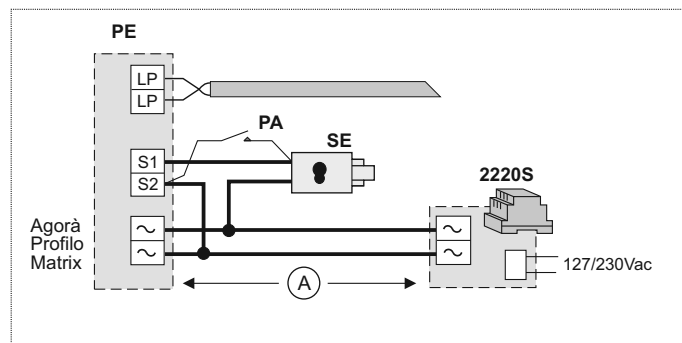 PE
LP
LP
PA
SE
S1
S2
2220S
Agorà
Profilo
Matrix
~
~
~
~
127/230Vac
A